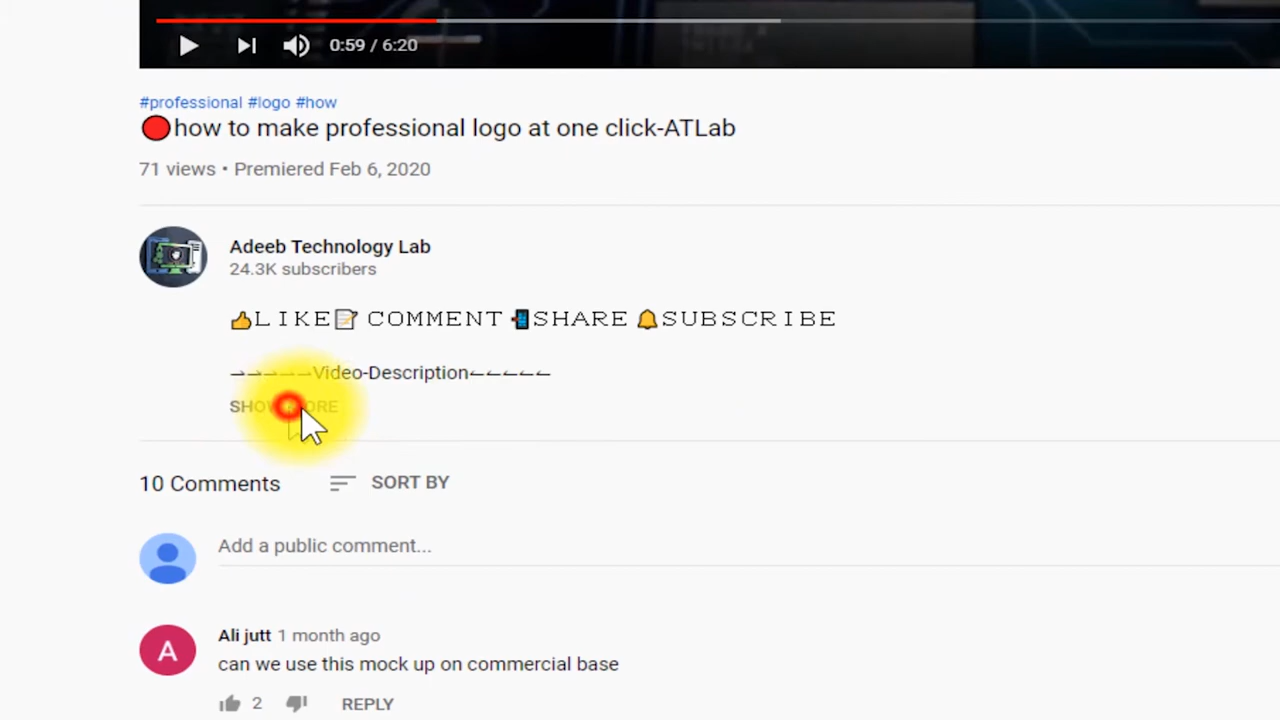 0:59 / 6:20
#professional #logo #how
🔴how to make professional logo at one click-ATLab
71 views • Premiered Feb 6, 2020
Adeeb Technology Lab
24.3K subscribers
👍LIKE📝 COMMENT 📲SHARE 🔔SUBSCRIBE
⇀⇀⇀⇀⇀Video-Description↼↼↼↼↼
SHOW MORE
10 Comments
SORT BY
Add a public comment...
A
Ali jutt 1 month ago
can we use this mock up on commercial base
2
REPLY